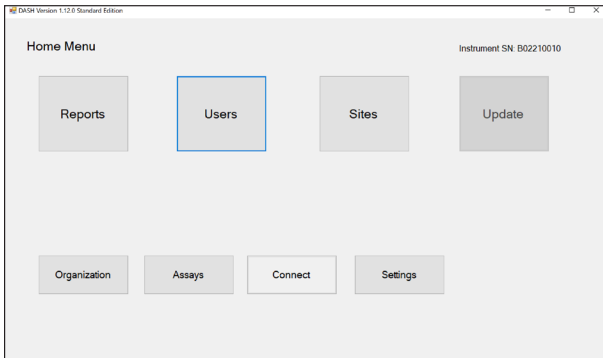 DASH Version 1.12.0 Standard Edition
Home Menu
Instrument SN: B02210010
Reports Users Sites Update
Organization Assays Connect Settings